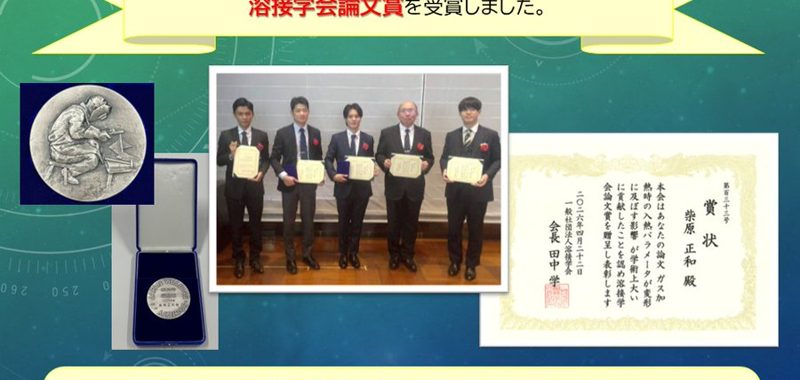 溶接学会論文賞を受賞しました。
第百三十三号
賞状
柴原 正和 殿
本会はあなたの論文 ガス加
熱時の入熱パラメータが変形
に及ぼす影響 が学術上大い
に貢献したことを認め溶接学
会論文賞を贈呈し表彰します
二〇二六年四月二十二日
一般社団法人溶接学会
会長 田中 学
260
250